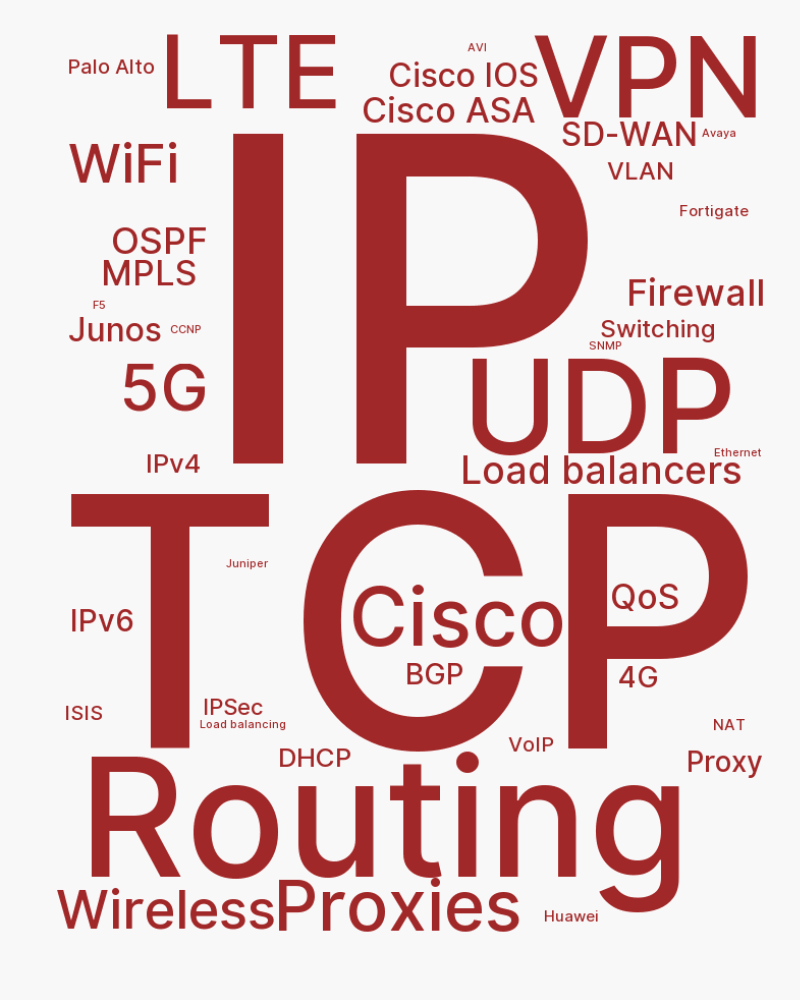 AVI
LTE
VPN
Palo Alto
Cisco IOS
Cisco ASA
SD-WAN
Avaya
WiFi
IP
VLAN
Fortigate
OSPF
MPLS
Firewall
F5
Junos
CCNP
Switching
SNMP
5G
UDP
Ethernet
IPv4
Load balancers
TCP
Juniper
Cisco
QoS
IPv6
BGP
4G
ISIS
IPSec
Load balancing
NAT
VoIP
DHCP
Proxy
Routing
Wireless
Proxies
Huawei